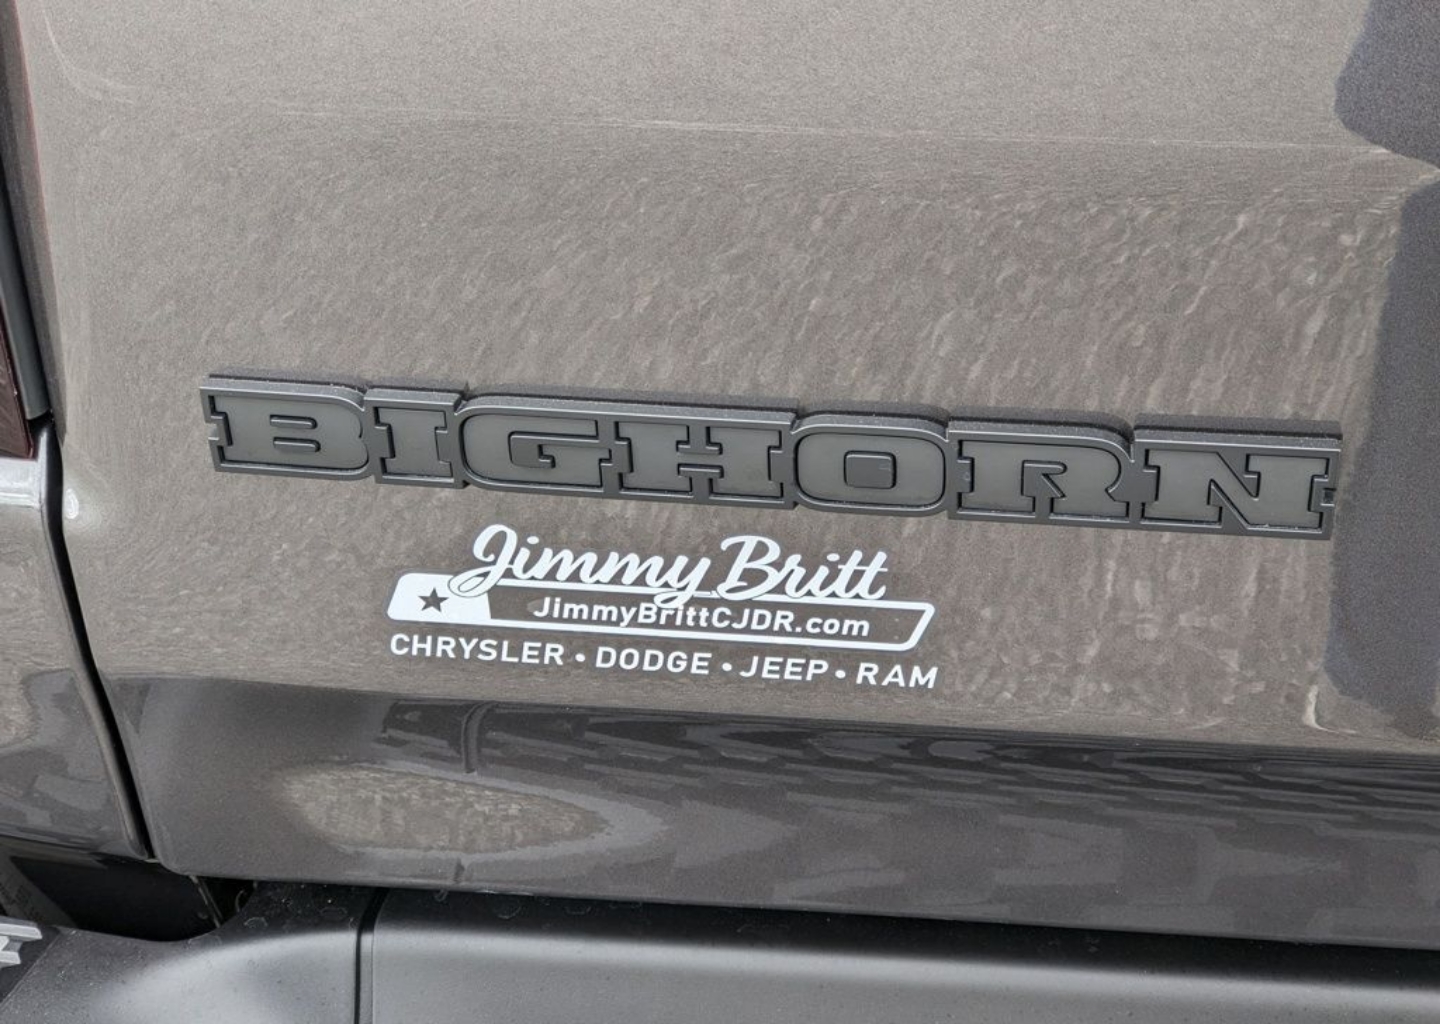 BIGHORN
Jimmy Britt
JimmyBrittCJDR.com
CHRYSLER • DODGE • JEEP • RAM